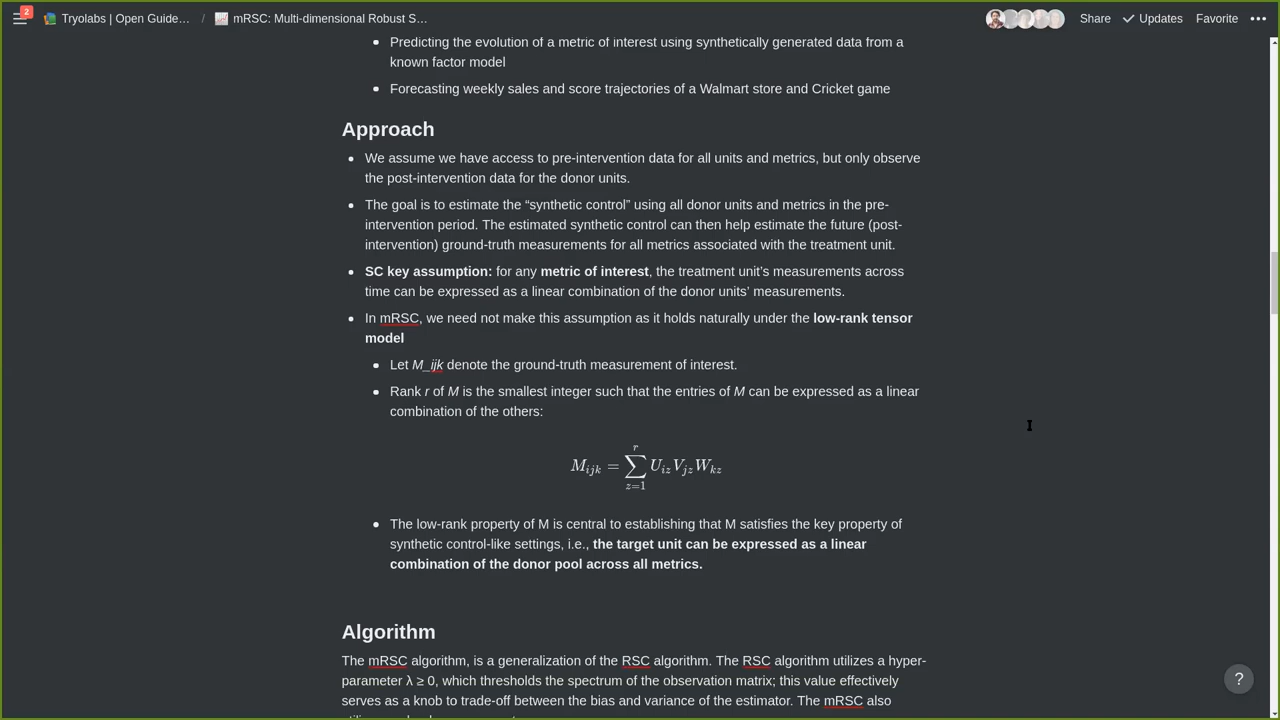 2
Tryolabs | Open Guide… / mRSC: Multi-dimensional Robust S… Share Updates Favorite
Predicting the evolution of a metric of interest using synthetically generated data from a
known factor model
Forecasting weekly sales and score trajectories of a Walmart store and Cricket game
Approach
We assume we have access to pre-intervention data for all units and metrics, but only observe
the post-intervention data for the donor units.
The goal is to estimate the “synthetic control” using all donor units and metrics in the pre-
intervention period. The estimated synthetic control can then help estimate the future (post-
intervention) ground-truth measurements for all metrics associated with the treatment unit.
SC key assumption: for any metric of interest, the treatment unit’s measurements across
time can be expressed as a linear combination of the donor units’ measurements.
In mRSC, we need not make this assumption as it holds naturally under the low-rank tensor
model
Let M_ijk denote the ground-truth measurement of interest.
Rank r of M is the smallest integer such that the entries of M can be expressed as a linear
combination of the others:
M_{ijk} = \sum_{z=1}^{r} U_{iz} V_{jz} W_{kz}
The low-rank property of M is central to establishing that M satisfies the key property of
synthetic control-like settings, i.e., the target unit can be expressed as a linear
combination of the donor pool across all metrics.
Algorithm
The mRSC algorithm, is a generalization of the RSC algorithm. The RSC algorithm utilizes a hyper-
parameter λ ≥ 0, which thresholds the spectrum of the observation matrix; this value effectively
serves as a knob to trade-off between the bias and variance of the estimator. The mRSC also
?